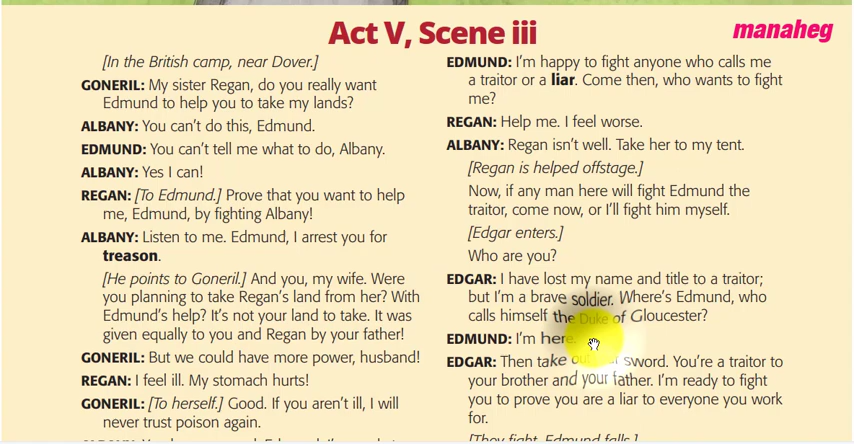 Act V, Scene iii
manaheg
[In the British camp, near Dover.]
GONERIL: My sister Regan, do you really want
Edmund to help you to take my lands?
ALBANY: You can't do this, Edmund.
EDMUND: You can't tell me what to do, Albany.
ALBANY: Yes I can!
REGAN: [To Edmund.] Prove that you want to help
me, Edmund, by fighting Albany!
ALBANY: Listen to me. Edmund, I arrest you for
treason.
[He points to Goneril.] And you, my wife. Were
you planning to take Regan's land from her? With
Edmund's help? It's not your land to take. It was
given equally to you and Regan by your father!
GONERIL: But we could have more power, husband!
REGAN: I feel ill. My stomach hurts!
GONERIL: [To herself.] Good. If you aren't ill, I will
never trust poison again.
EDMUND: I'm happy to fight anyone who calls me
a traitor or a liar. Come then, who wants to fight
me?
REGAN: Help me. I feel worse.
ALBANY: Regan isn't well. Take her to my tent.
[Regan is helped offstage.]
Now, if any man here will fight Edmund the
traitor, come now, or I'll fight him myself.
[Edgar enters.]
Who are you?
EDGAR: I have lost my name and title to a traitor;
but I'm a brave soldier. Where's Edmund, who
calls himself the Duke of Gloucester?
EDMUND: I'm here.
EDGAR: Then take sword. You're a traitor to
your brother and your father. I'm ready to fight
you to prove you are a liar to everyone you work
for.
[They fight. Edmund falls.]